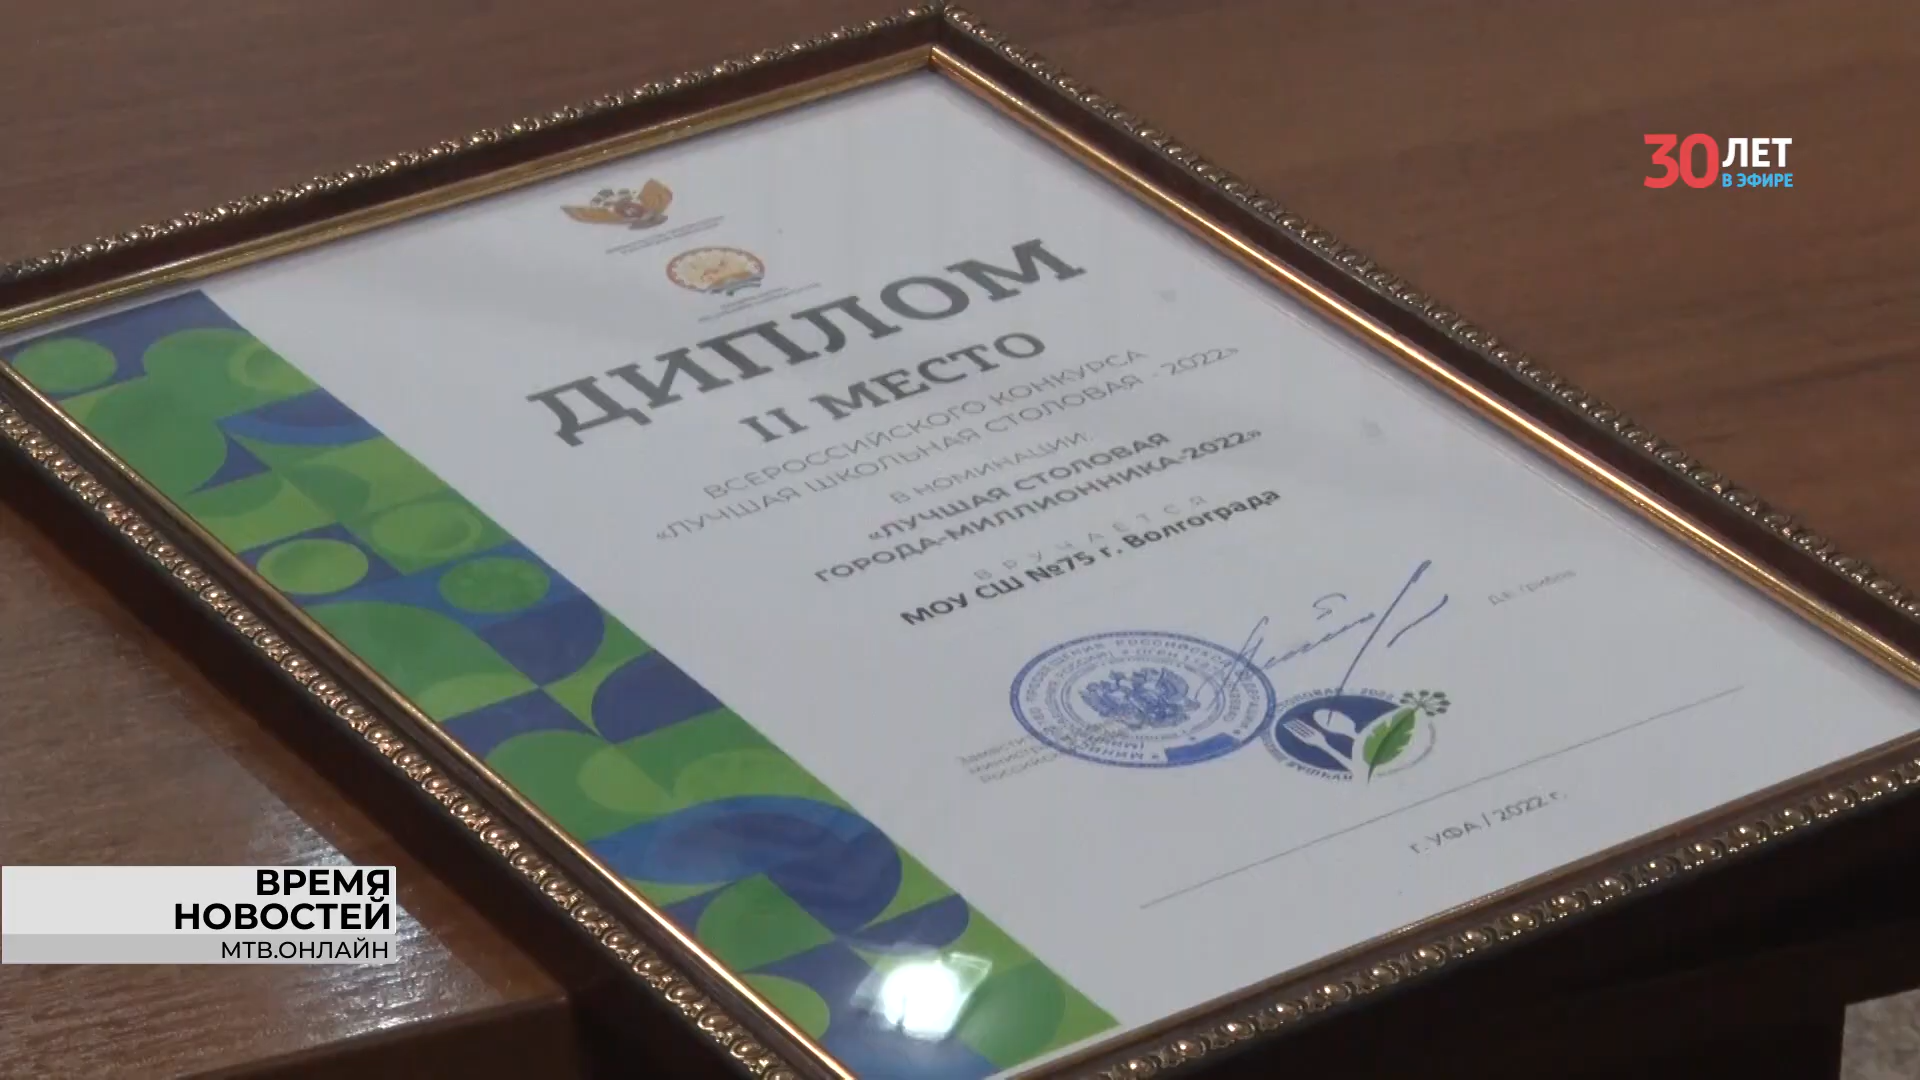 30 ЛЕТ
В ЭФИРЕ
ДИПЛОМ
II МЕСТО
ВСЕРОССИЙСКОГО КОНКУРСА
«ЛУЧШАЯ ШКОЛЬНАЯ СТОЛОВАЯ - 2022»
В НОМИНАЦИИ:
«ЛУЧШАЯ СТОЛОВАЯ
ГОРОДА-МИЛЛИОННИКА-2022»
ВРУЧАЕТСЯ
МОУ СШ №75 г. Волгограда
Д.Е. Грибов
г. УФА | 2022 г.
ВРЕМЯ
НОВОСТЕЙ
МТВ.ОНЛАЙН